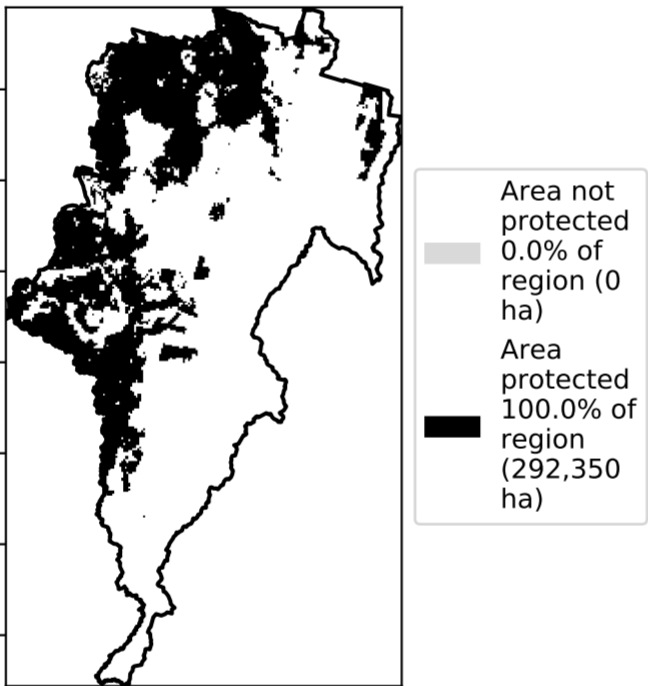 Area not
protected
0.0% of
region (0
ha)
Area
protected
100.0% of
region
(292,350
ha)